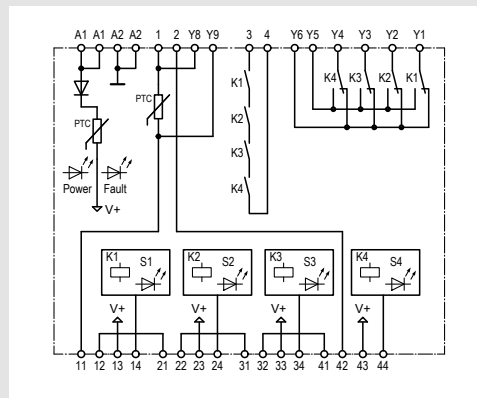 A1 A1 A2 A2 1 2 Y8 Y9 3 4 Y6 Y5 Y4 Y3 Y2 Y1
K1 K4 K3 K2 K1
PTC
PTC
K2
K3
Power Fault
K4
V+
K1 S1 K2 S2 K3 S3 K4 S4
V+ V+ V+ V+
11 12 13 14 21 22 23 24 31 32 33 34 41 42 43 44